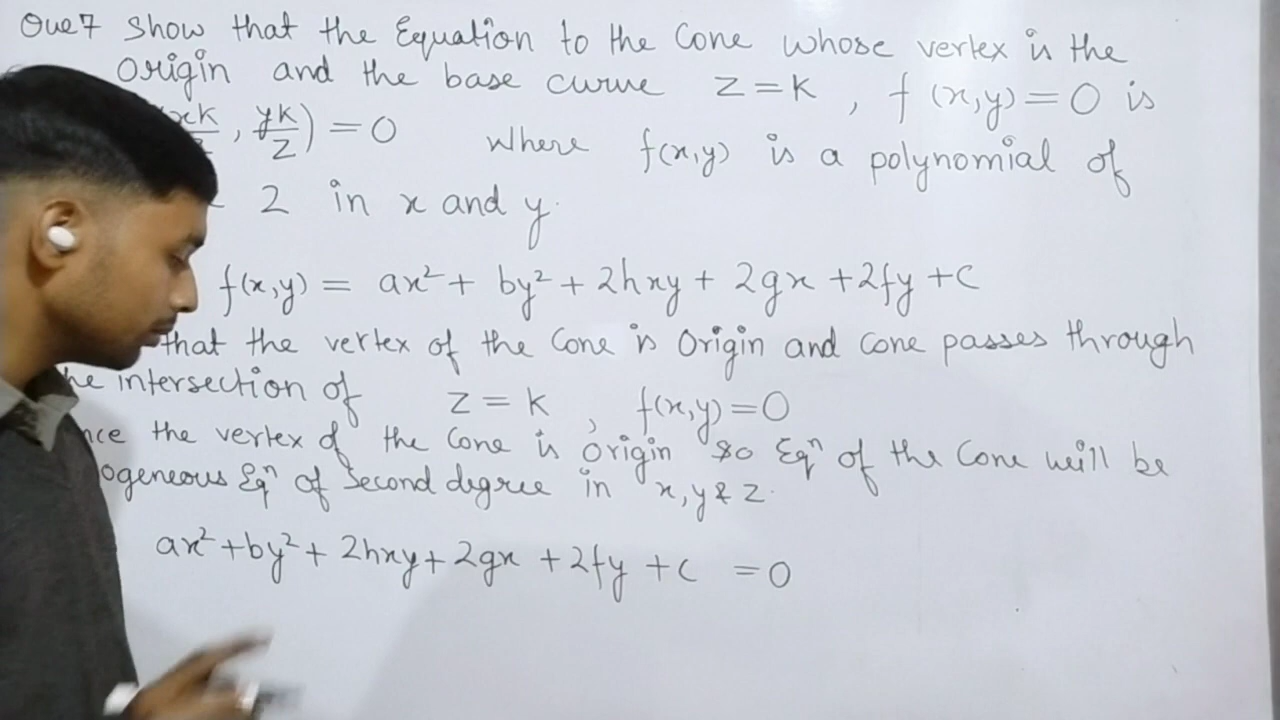 Que7 Show that the Equation to the Cone whose vertex is the
origin and the base curve z = k , f (x,y) = 0 is
xk , yk/z) = 0 where f(x,y) is a polynomial of
2 in x and y.
f(x,y) = ax² + by² + 2hxy + 2gx + 2fy + c
that the vertex of the Cone is Origin and cone passes through
intersection of z = k , f(x,y) = 0
the vertex of the Cone is origin so Eqⁿ of the Cone will be
Eqⁿ of Second degree in x, y & z.
ax² + by² + 2hxy + 2gx + 2fy + c = 0